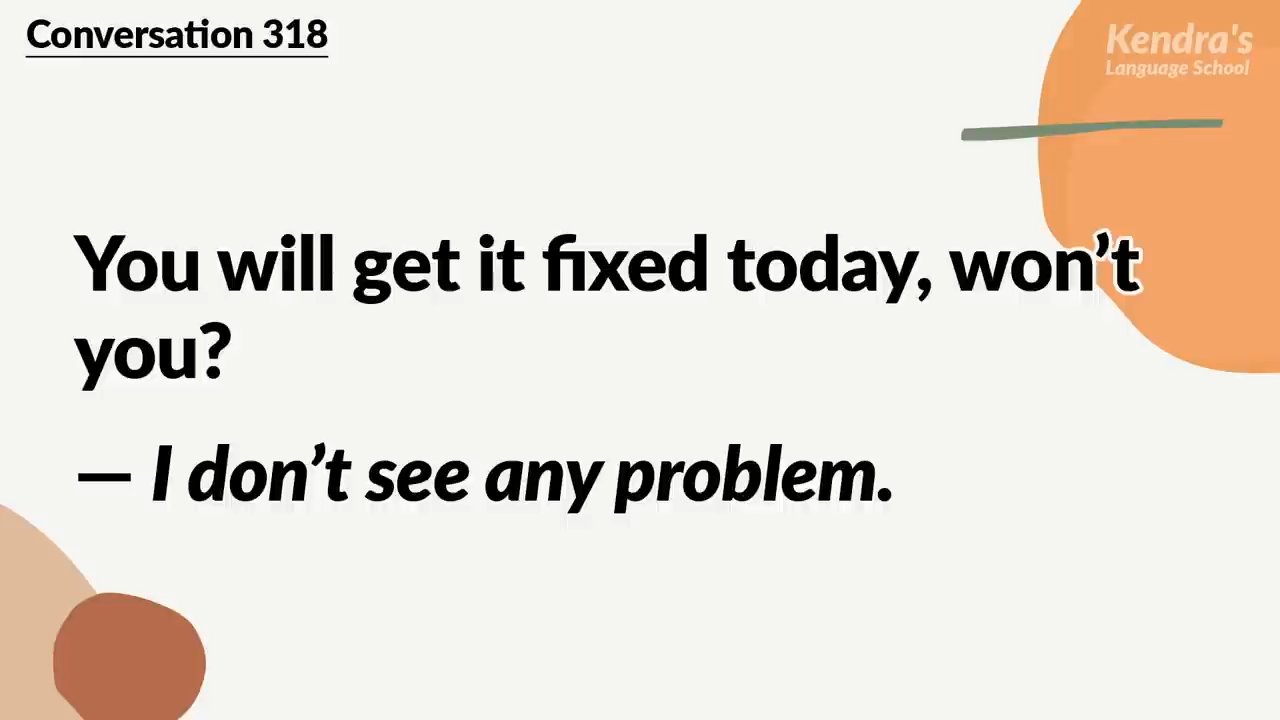 Conversation 318
Kendra's
Language School
You will get it fixed today, won’t
you?
— I don’t see any problem.